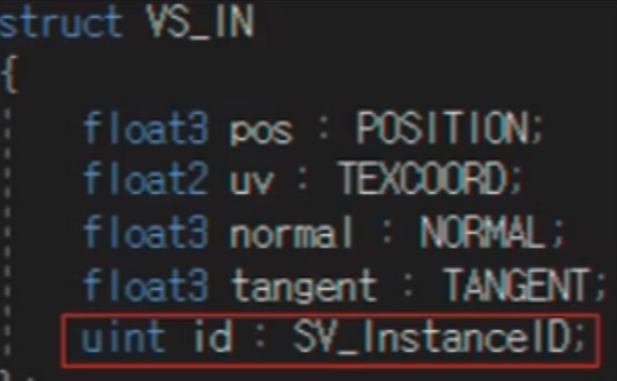 struct VS_IN
{
float3 pos : POSITION;
float2 uv : TEXCOORD;
float3 normal : NORMAL;
float3 tangent : TANGENT;
uint id : SV_InstanceID;
};